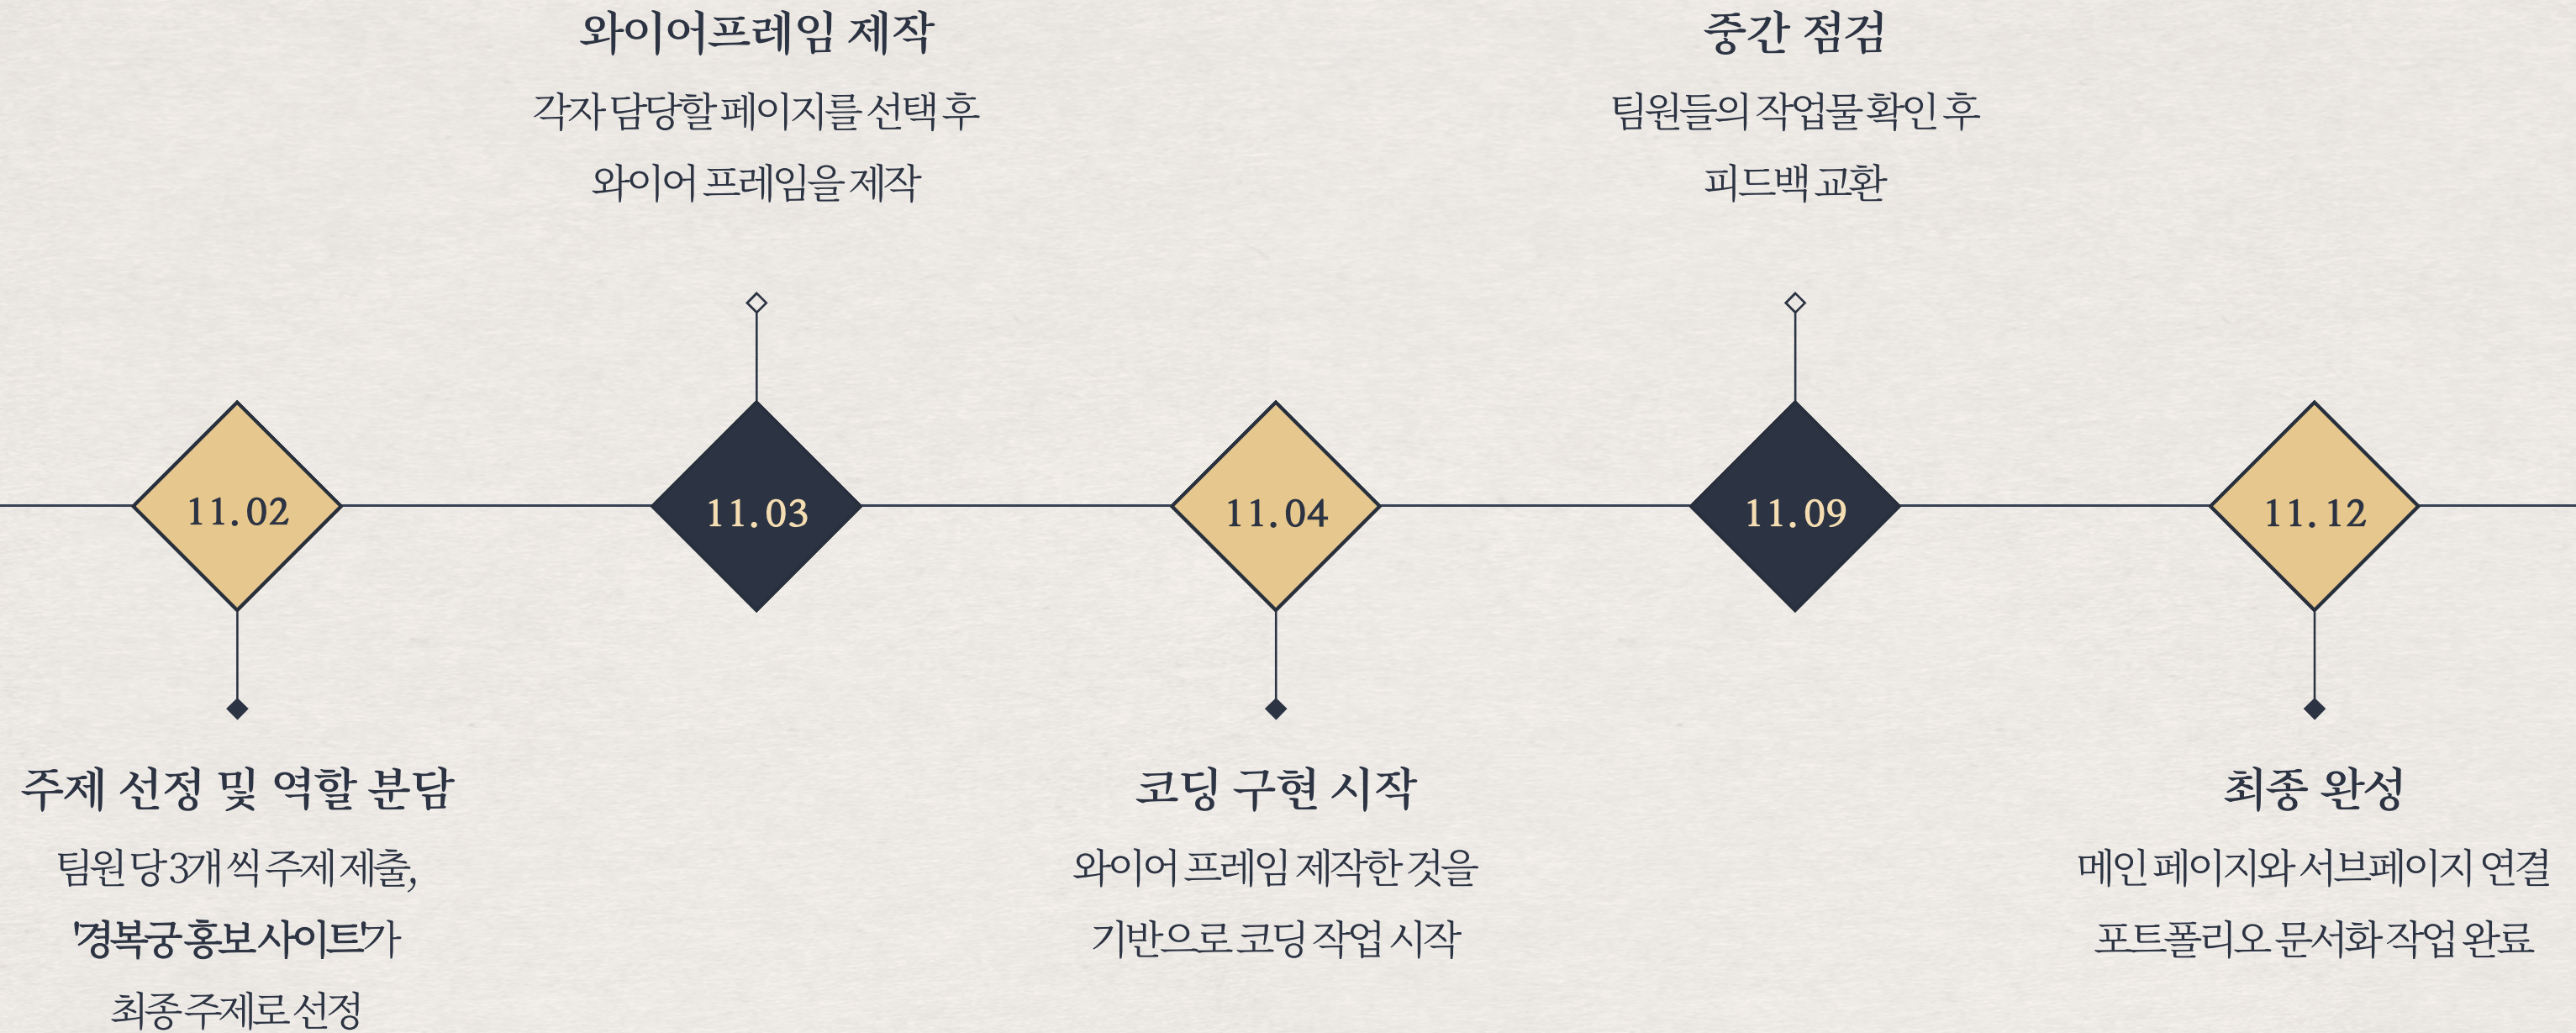 와이어프레임 제작
각자 담당할 페이지를 선택 후
와이어 프레임을 제작
중간 점검
팀원들의 작업물 확인 후
피드백 교환
11.02
11.03
11.04
11.09
11.12
주제 선정 및 역할 분담
팀원 당 3개 씩 주제 제출,
'경복궁 홍보 사이트'가
최종 주제로 선정
코딩 구현 시작
와이어 프레임 제작한 것을
기반으로 코딩 작업 시작
최종 완성
메인 페이지와 서브페이지 연결
포트폴리오 문서화 작업 완료